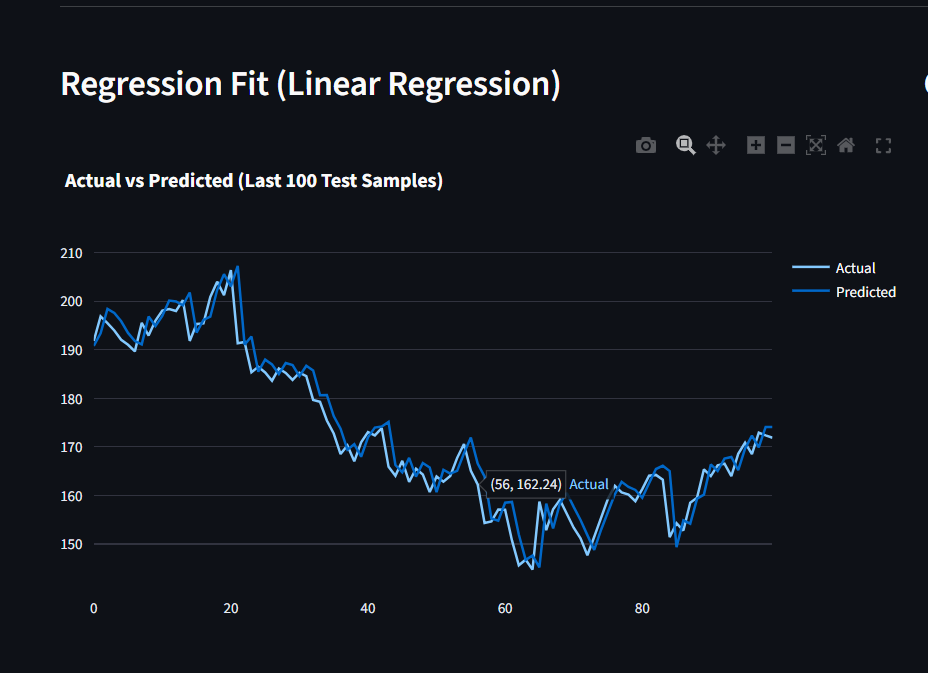 Regression Fit (Linear Regression)
Actual vs Predicted (Last 100 Test Samples)
210
200
190
180
170
160
150
0 20 40 60 80
Actual
Predicted
(56, 162.24) Actual